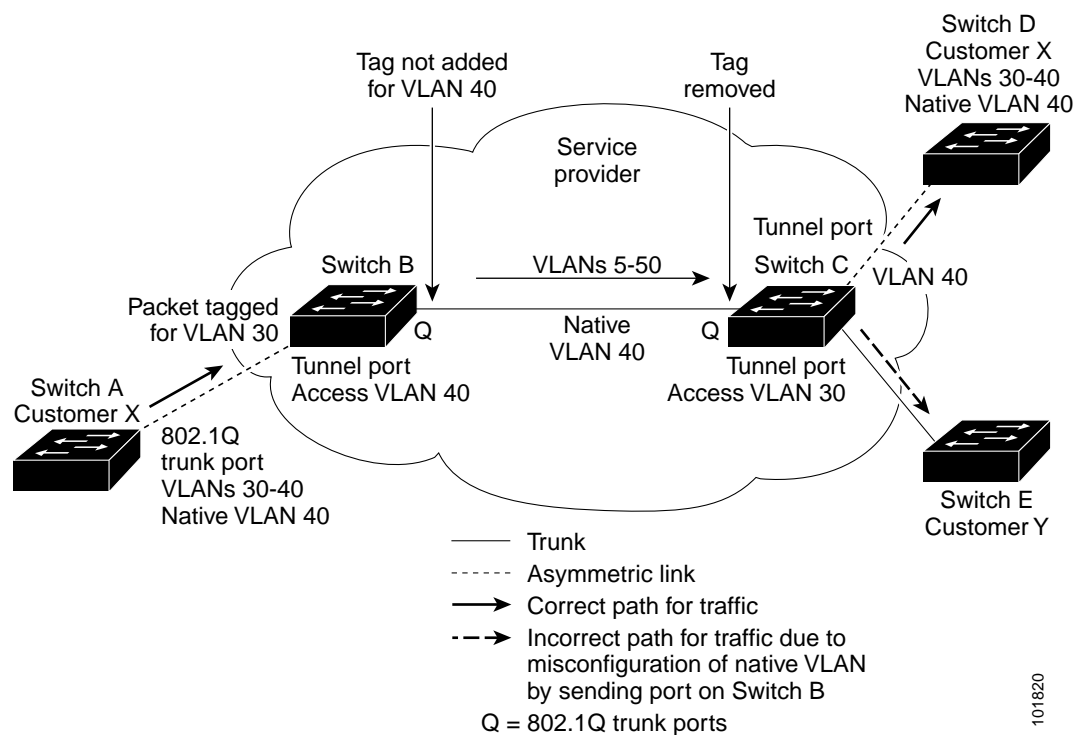 Switch D
Customer X
VLANs 30-40
Native VLAN 40
Tag not added
for VLAN 40
Tag
removed
Service
provider
Tunnel port
Switch B
VLANs 5-50
Switch C
VLAN 40
Packet tagged
for VLAN 30
Q
Native
VLAN 40
Q
Tunnel port
Access VLAN 40
Tunnel port
Access VLAN 30
Switch A
Customer X
802.1Q
trunk port
VLANs 30-40
Native VLAN 40
Switch E
Customer Y
Trunk
Asymmetric link
Correct path for traffic
Incorrect path for traffic due to
misconfiguration of native VLAN
by sending port on Switch B
Q = 802.1Q trunk ports
101820